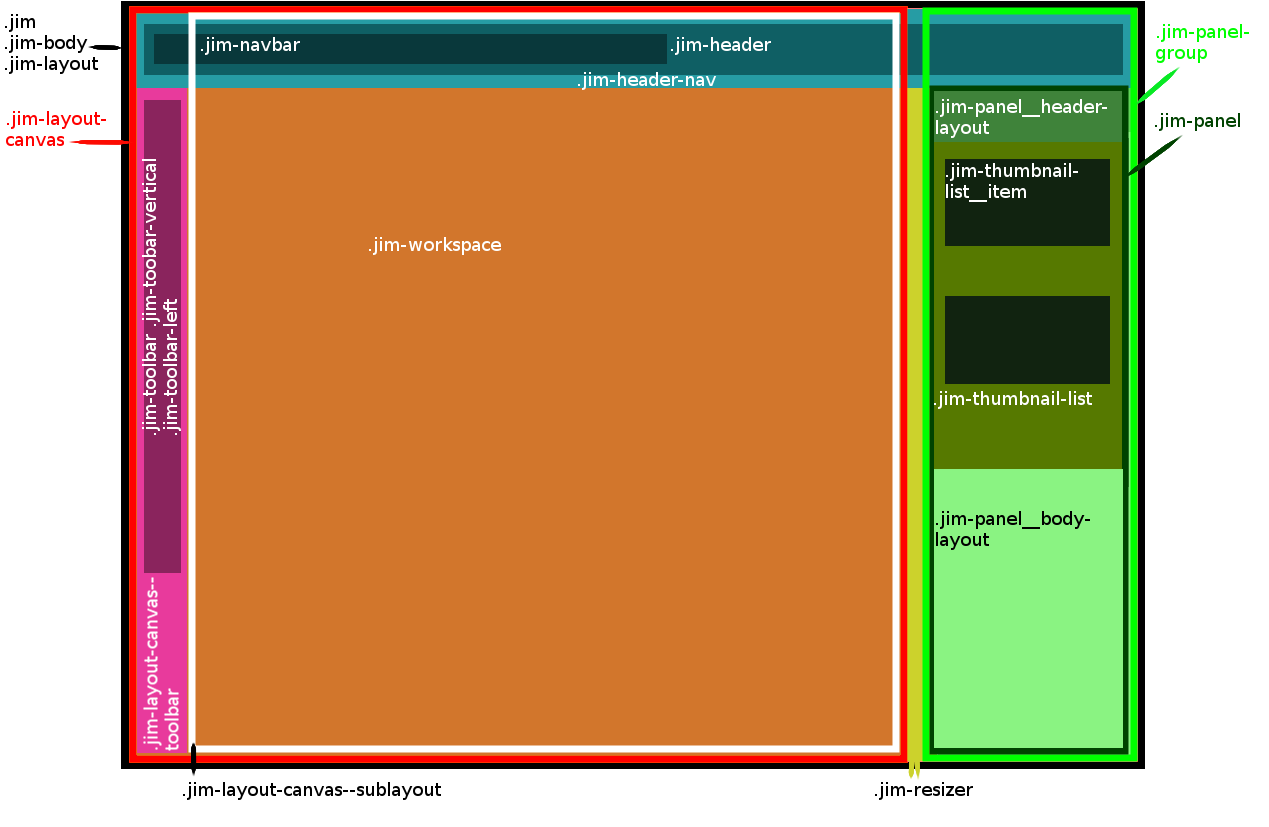 .jim
.jim-body
.jim-layout
.jim-navbar
.jim-header
.jim-header-nav
.jim-panel-
group
.jim-layout-
canvas
.jim-panel__header-
layout
.jim-panel
.jim-thumbnail-
list__item
.jim-toolbar .jim-toobar-vertical
.jim-toolbar-left
.jim-workspace
.jim-thumbnail-list
.jim-panel__body-
layout
.jim-layout-canvas--
toolbar
.jim-layout-canvas--sublayout
.jim-resizer